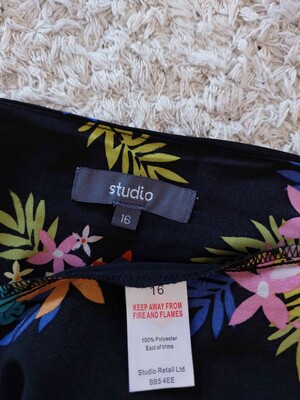 studio
16
16
KEEP AWAY FROM
FIRE AND FLAMES
100% Polyester
Excl of trims
Studio Retail Ltd
BB5 4EE